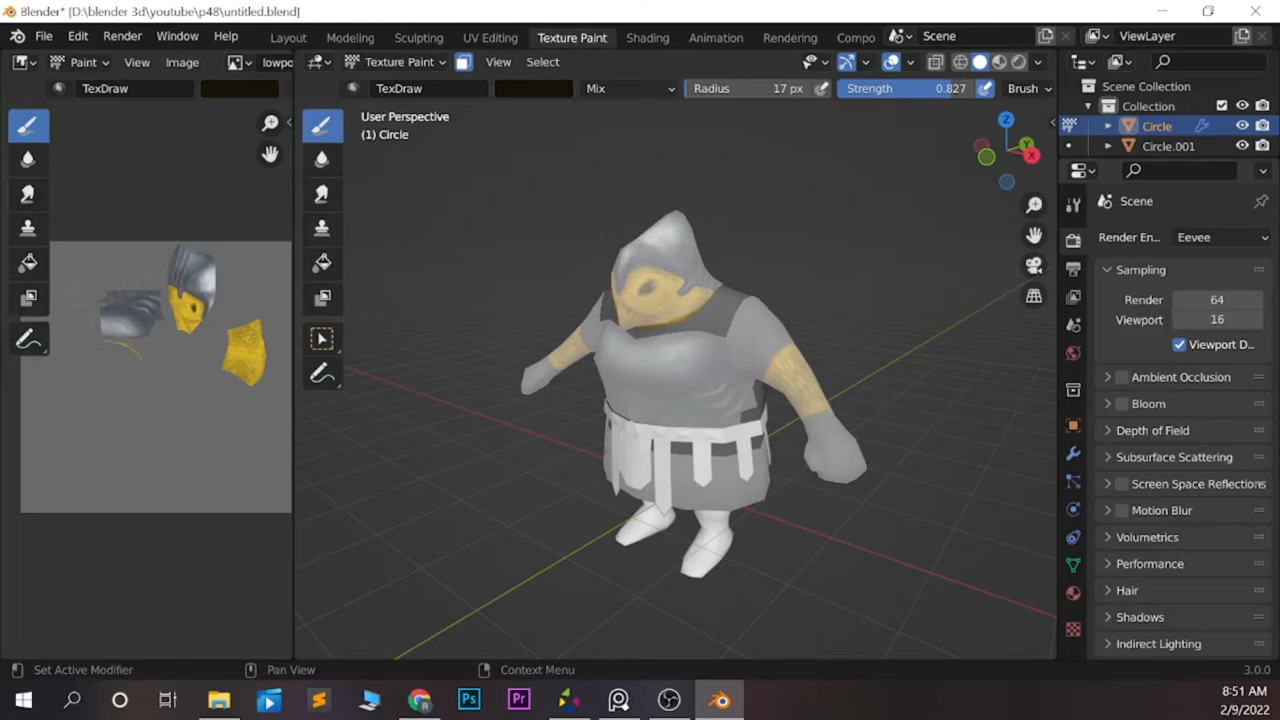 Blender* [D:\blender 3d\youtube\p48\untitled.blend]
File Edit Render Window Help Layout Modeling Sculpting UV Editing Texture Paint Shading Animation Rendering Compo Scene ViewLayer
Paint View Image lowpo Texture Paint View Select
TexDraw TexDraw Mix Radius 17 px Strength 0.827 Brush
Scene Collection
Collection
Circle
Circle.001
User Perspective
(1) Circle
Z
Y
X
Scene
Render En... Eevee
Sampling
Render 64
Viewport 16
Viewport D...
Ambient Occlusion
Bloom
Depth of Field
Subsurface Scattering
Screen Space Reflections
Motion Blur
Volumetrics
Performance
Hair
Shadows
Indirect Lighting
Set Active Modifier Pan View Context Menu 3.0.0
Ps Pr R
8:51 AM
2/9/2022